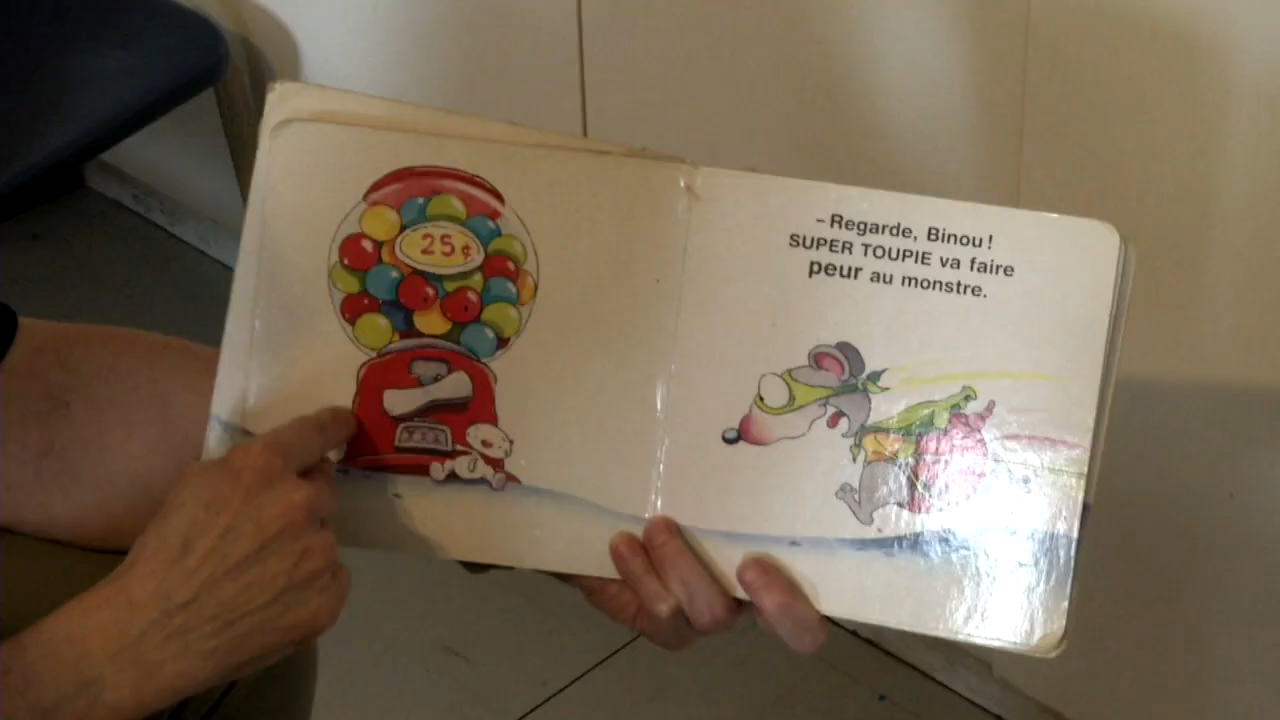 25¢
– Regarde, Binou !
SUPER TOUPIE va faire
peur au monstre.